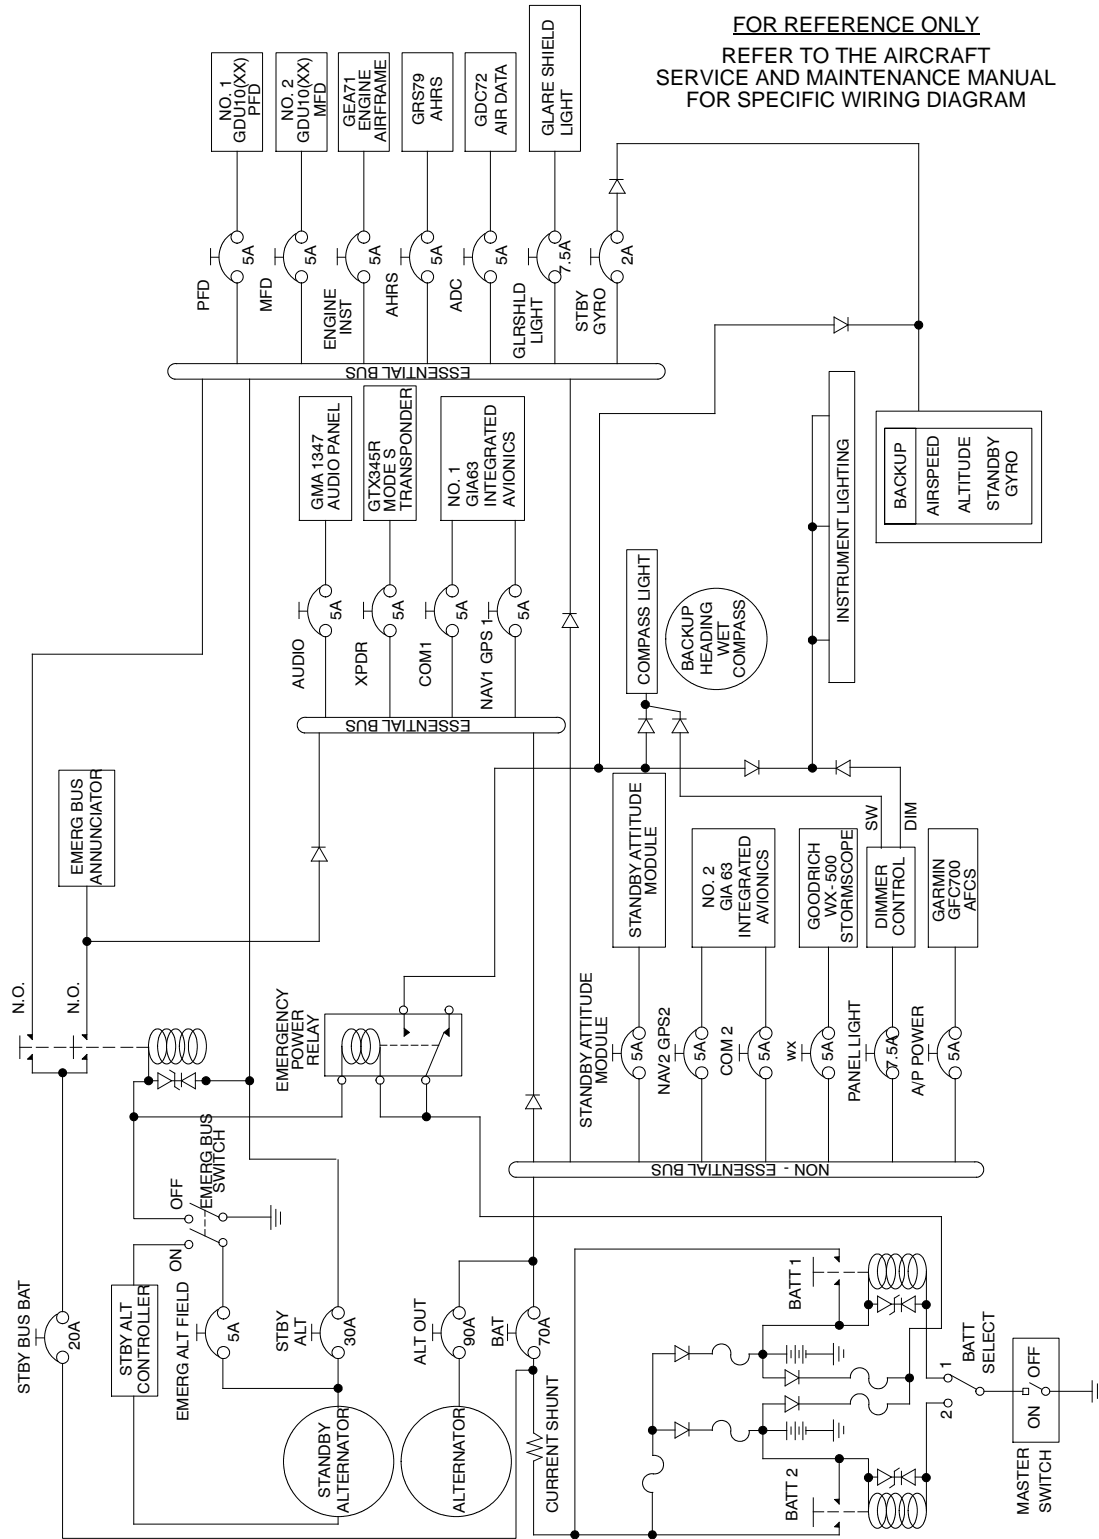 FOR REFERENCE ONLY
REFER TO THE AIRCRAFT
SERVICE AND MAINTENANCE MANUAL
FOR SPECIFIC WIRING DIAGRAM
NO. 1
GDU10(XX)
PFD
NO. 2
GDU10(XX)
MFD
GEA71
ENGINE
AIRFRAME
GRS79
AHRS
GDC72
AIR DATA
GLARE SHIELD
LIGHT
PFD
5A
MFD
5A
ENGINE
INST
5A
AHRS
5A
ADC
5A
GLRSHLD
LIGHT
7.5A
STBY
GYRO
2A
ESSENTIAL BUS
GMA 1347
AUDIO PANEL
GTX345R
MODE S
TRANSPONDER
NO. 1
GIA63
INTEGRATED
AVIONICS
AUDIO
5A
XPDR
5A
COM1
5A
NAV1 GPS 1
5A
ESSENTIAL BUS
BACKUP
AIRSPEED
ALTITUDE
STANDBY
GYRO
INSTRUMENT LIGHTING
COMPASS LIGHT
BACKUP
HEADING
WET
COMPASS
EMERG BUS
ANNUNCIATOR
N.O.
N.O.
EMERGENCY
POWER
RELAY
STANDBY ATTITUDE
MODULE
NO. 2
GIA 63
INTEGRATED
AVIONICS
GOODRICH
WX-500
STORMSCOPE
SW
DIM
DIMMER
CONTROL
GARMIN
GFC700
AFCS
STANDBY ATTITUDE
MODULE
5A
NAV2 GPS2
5A
COM 2
5A
WX
5A
PANEL LIGHT
7.5A
A/P POWER
5A
NON - ESSENTIAL BUS
OFF
EMERG BUS
SWITCH
ON
STBY BUS BAT
20A
STBY ALT
CONTROLLER
EMERG ALT FIELD
5A
STBY
ALT
30A
ALT OUT
90A
BAT
70A
STANDBY
ALTERNATOR
ALTERNATOR
CURRENT SHUNT
BATT 1
BATT 2
1
2
BATT
SELECT
ON
OFF
MASTER
SWITCH